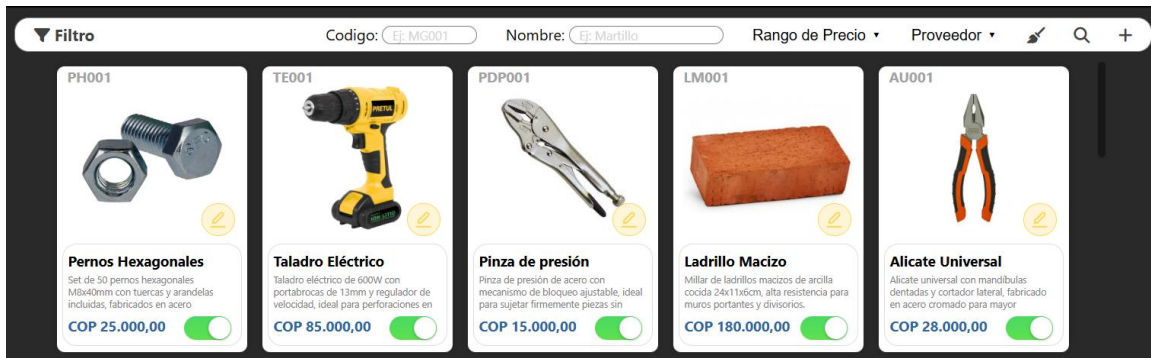 Filtro
Codigo: Ej: MG001
Nombre: Ej: Martillo
Rango de Precio
Proveedor
PH001
Pernos Hexagonales
Set de 50 pernos hexagonales
M8x40mm con tuercas y arandelas
incluidas, fabricados en acero
COP 25.000,00
TE001
PRETUL
Taladro Eléctrico
Taladro eléctrico de 600W con
portabrocas de 13mm y regulador de
velocidad, ideal para perforaciones en
COP 85.000,00
PDP001
Pinza de presión
Pinza de presión de acero con
mecanismo de bloqueo ajustable, ideal
para sujetar firmemente piezas sin
COP 15.000,00
LM001
Ladrillo Macizo
Millar de ladrillos macizos de arcilla
cocida 24x11x6cm, alta resistencia para
muros portantes y divisorios.
COP 180.000,00
AU001
Alicate Universal
Alicate universal con mandíbulas
dentadas y cortador lateral, fabricado
en acero cromado para mayor
COP 28.000,00